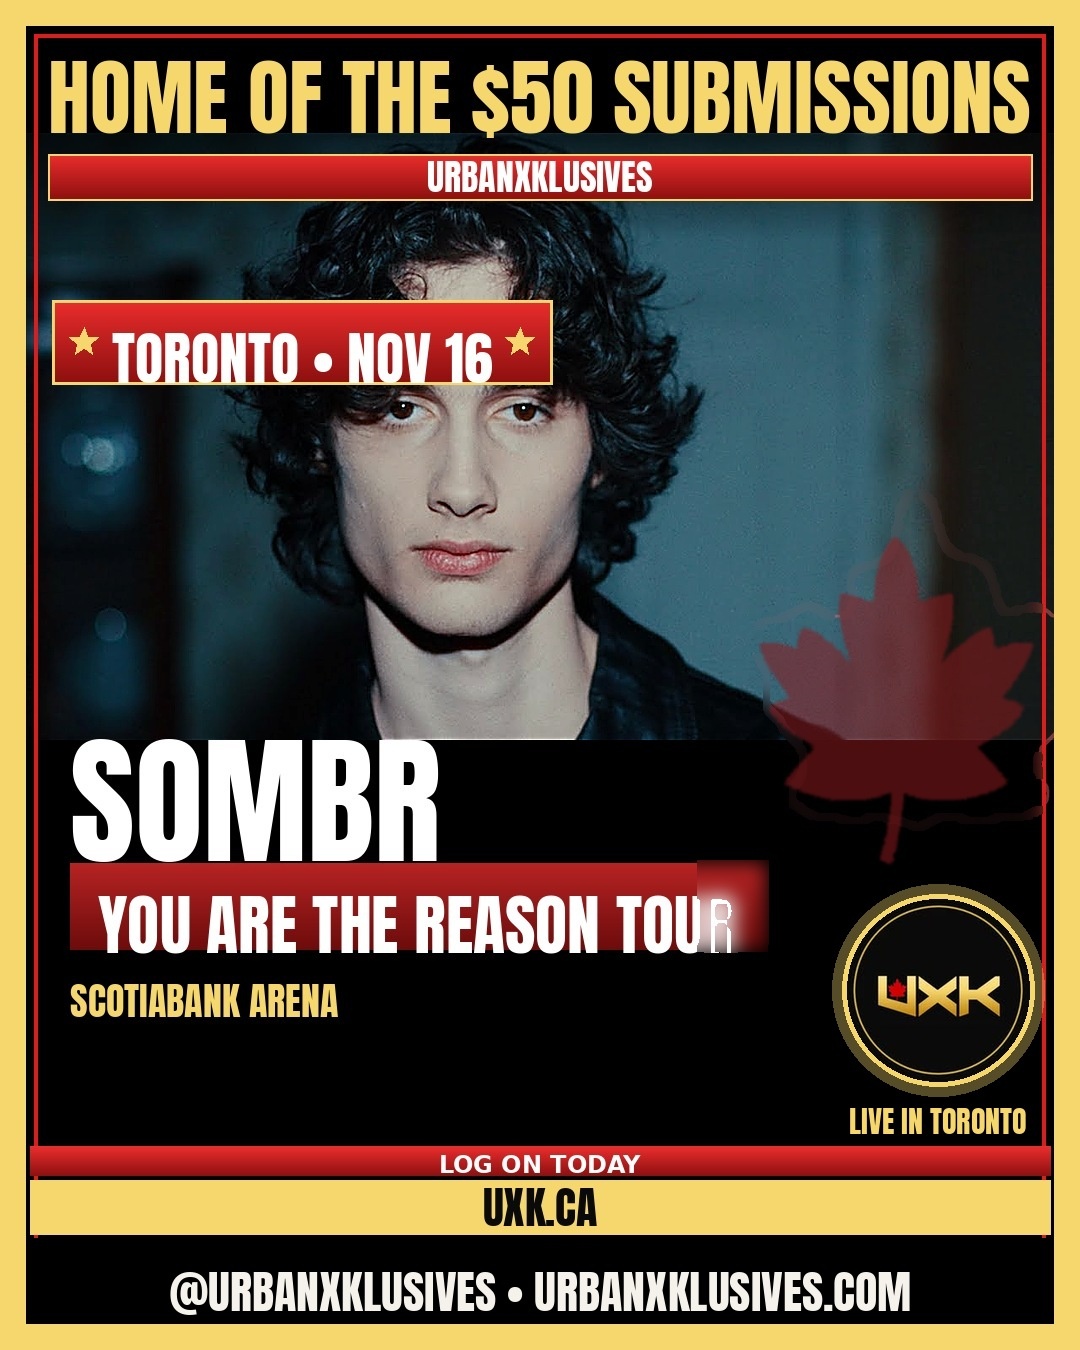 HOME OF THE $50 SUBMISSIONS
URBANXKLUSIVES
TORONTO • NOV 16
SOMBR
YOU ARE THE REASON TOUR
SCOTIABANK ARENA
UXK
LIVE IN TORONTO
LOG ON TODAY
UXK.CA
@URBANXKLUSIVES • URBANXKLUSIVES.COM